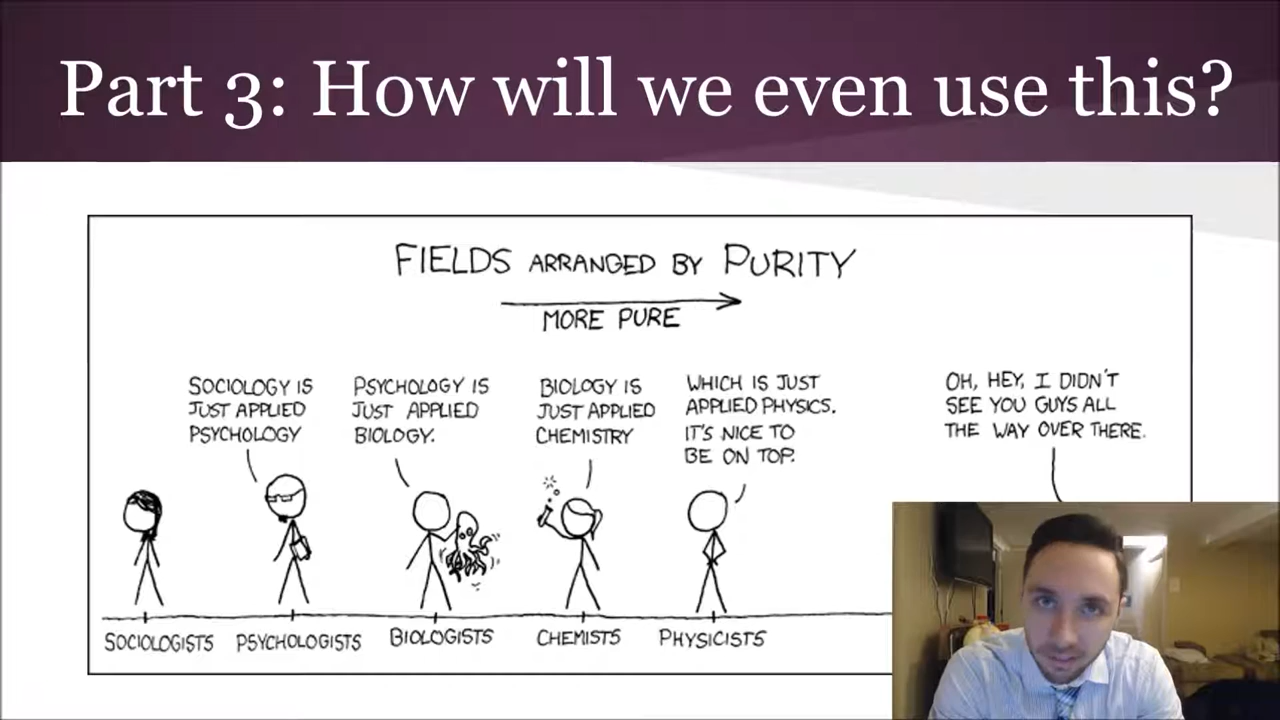 Part 3: How will we even use this?
FIELDS ARRANGED BY PURITY
MORE PURE
SOCIOLOGY IS
JUST APPLIED
PSYCHOLOGY
PSYCHOLOGY IS
JUST APPLIED
BIOLOGY.
BIOLOGY IS
JUST APPLIED
CHEMISTRY
WHICH IS JUST
APPLIED PHYSICS.
IT'S NICE TO
BE ON TOP.
OH, HEY, I DIDN'T
SEE YOU GUYS ALL
THE WAY OVER THERE.
SOCIOLOGISTS
PSYCHOLOGISTS
BIOLOGISTS
CHEMISTS
PHYSICISTS